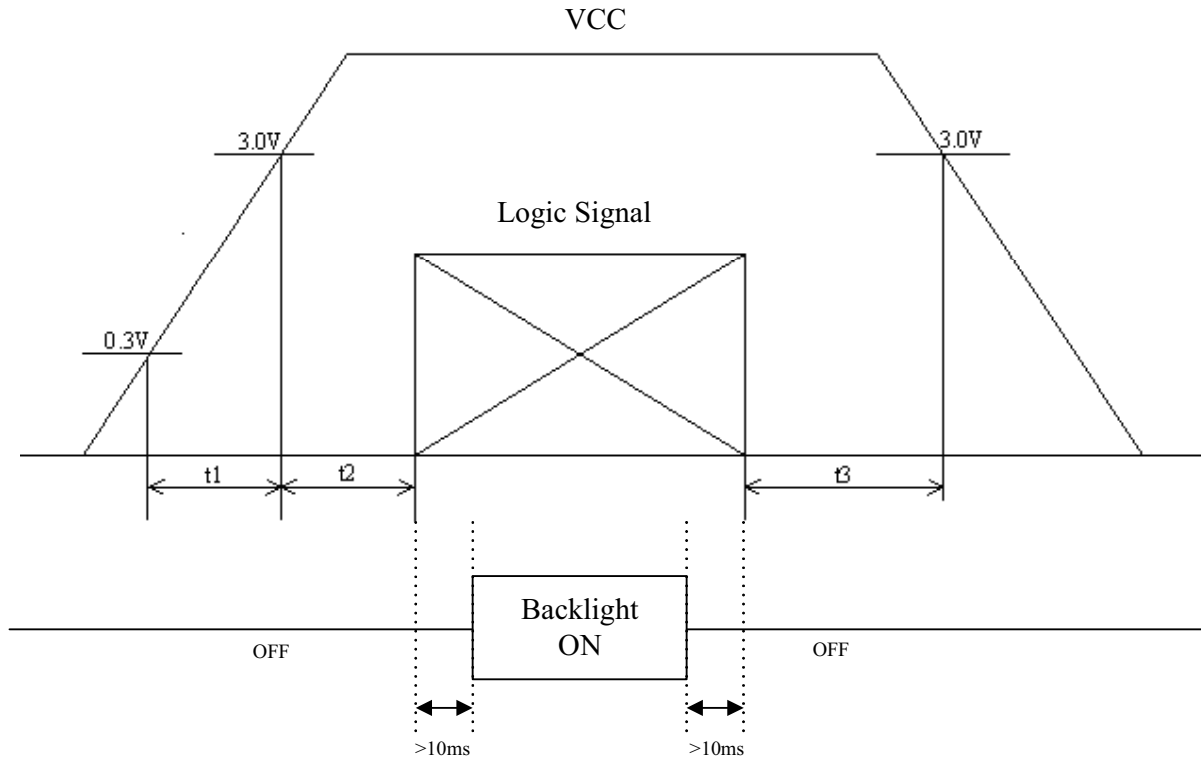 VCC
3.0V
3.0V
Logic Signal
0.3V
t1
t2
t3
Backlight
ON
OFF
OFF
>10ms
>10ms